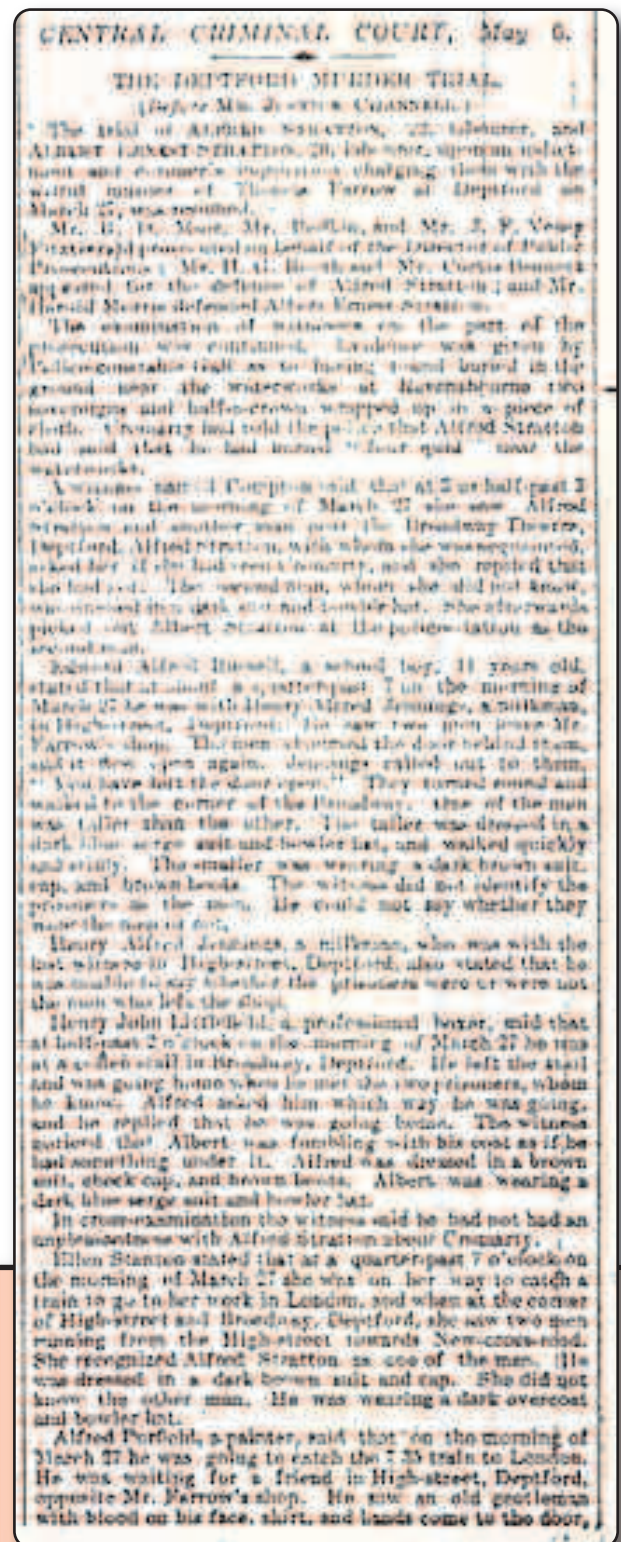 CENTRAL CRIMINAL COURT, May 6.
THE DEPTFORD MURDER TRIAL.
(Before MR. JUSTICE CHANNELL.)
The trial of ALFRED STRATTON, 22, labourer, and
ALBERT ERNEST STRATTON, 20, labourer, upon an indict-
ment and coroner's inquisition charging them with the
wilful murder of Thomas Farrow at Deptford on
March 27, was resumed.
Mr. R. D. Muir, Mr. Bodkin, and Mr. J. F. Vesey
Fitzgerald prosecuted on behalf of the Director of Public
Prosecutions; Mr. H. G. Rooth and Mr. Curtis Bennett
appeared for the defence of Alfred Stratton; and Mr.
Harold Morris defended Albert Ernest Stratton.
The examination of witnesses on the part of the
prosecution was continued. Evidence was given by
Police-constable as to having found buried in the
ground near the waterworks at Ravensbourne two
sovereigns and half-a-crown wrapped up in a piece of
cloth. Cromarty had told the police that Alfred Stratton
had said that he had buried "four quid" near the
waterworks.
A witness named Compton said that at 3 or half-past 3
o'clock on the morning of March 27 she saw Alfred
Stratton and another man near the Broadway Theatre,
Deptford. Alfred Stratton, with whom she was acquainted,
asked her if she had seen Cromarty, and she replied that
she had not. The second man, whom she did not know,
was dressed in a dark suit and bowler hat. She afterwards
picked out Albert Stratton at the police-station as the
second man.
Alfred Russell, a school boy, 11 years old,
stated that at about a quarter-past 7 on the morning of
March 27 he was with Henry Alfred Jennings, a milkman,
in High-street, Deptford. He saw two men leave Mr.
Farrow's shop. The men slammed the door behind them,
and it flew open again. Jennings called out to them,
"You have left the door open." They turned round and
walked to the corner of the Broadway. One of the men
was taller than the other. The taller was dressed in a
dark blue serge suit and bowler hat, and walked quickly
and stiffly. The smaller was wearing a dark brown suit,
cap, and brown boots. The witness did not identify the
prisoners as the men. He could not say whether they
were the men or not.
Henry Alfred Jennings, a milkman, who was with the
last witness in High-street, Deptford, also stated that he
was unable to say whether the prisoners were or were not
the men who left the shop.
Henry John Littlefield, a professional boxer, said that
at half-past 2 o'clock on the morning of March 27 he was
at a coffee-stall in Broadway, Deptford. He left the stall
and was going home when he met the two prisoners, whom
he knew. Alfred asked him which way he was going,
and he replied that he was going home. The witness
noticed that Albert was fumbling with his coat as if he
had something under it. Alfred was dressed in a brown
suit, check cap, and brown boots. Albert was wearing a
dark blue serge suit and bowler hat.
In cross-examination the witness said he had not had an
unpleasantness with Alfred Stratton about Cromarty.
Ellen Stanton stated that at a quarter-past 7 o'clock on
the morning of March 27 she was on her way to catch a
train to go to her work in London, and when at the corner
of High-street and Broadway, Deptford, she saw two men
running from the High-street towards New-cross-road.
She recognized Alfred Stratton as one of the men. He
was dressed in a dark brown suit and cap. She did not
know the other man. He was wearing a dark overcoat
and bowler hat.
Alfred Purfield, a painter, said that on the morning of
March 27 he was going to catch the 7 35 train to London.
He was waiting for a friend in High-street, Deptford,
opposite Mr. Farrow's shop. He saw an old gentleman
with blood on his face, shirt, and hands come to the door,